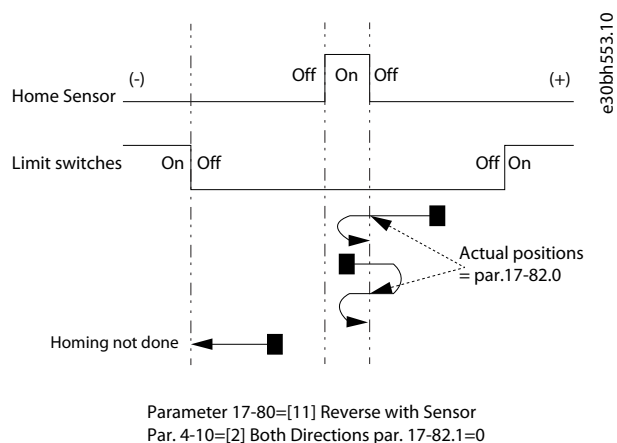 e30bh553.10
(-) Off On Off (+)
Home Sensor
Limit switches On Off Off On
Actual positions
= par.17-82.0
Homing not done
Parameter 17-80=[11] Reverse with Sensor
Par. 4-10=[2] Both Directions par. 17-82.1=0